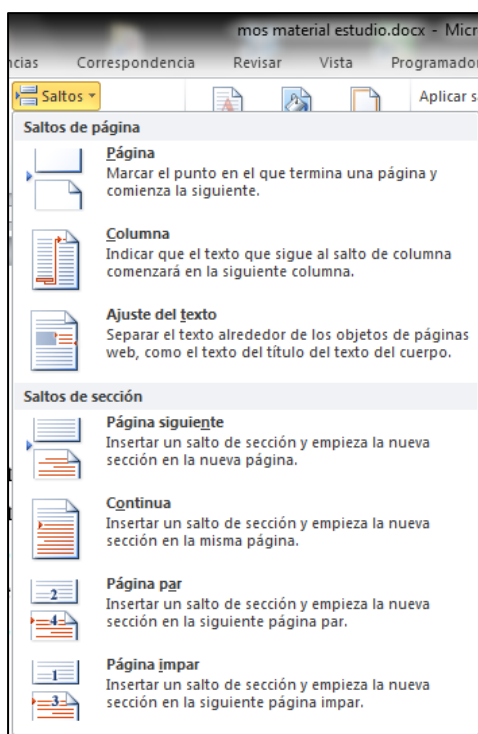 mos material estudio.docx - Micr
ncias Correspondencia Revisar Vista Programador
Saltos Aplicar s
Saltos de página
Página
Marcar el punto en el que termina una página y
comienza la siguiente.
Columna
Indicar que el texto que sigue al salto de columna
comenzará en la siguiente columna.
Ajuste del texto
Separar el texto alrededor de los objetos de páginas
web, como el texto del título del texto del cuerpo.
Saltos de sección
Página siguiente
Insertar un salto de sección y empieza la nueva
sección en la nueva página.
Continua
Insertar un salto de sección y empieza la nueva
sección en la misma página.
Página par
2
Insertar un salto de sección y empieza la nueva
4
sección en la siguiente página par.
Página impar
1
Insertar un salto de sección y empieza la nueva
3
sección en la siguiente página impar.